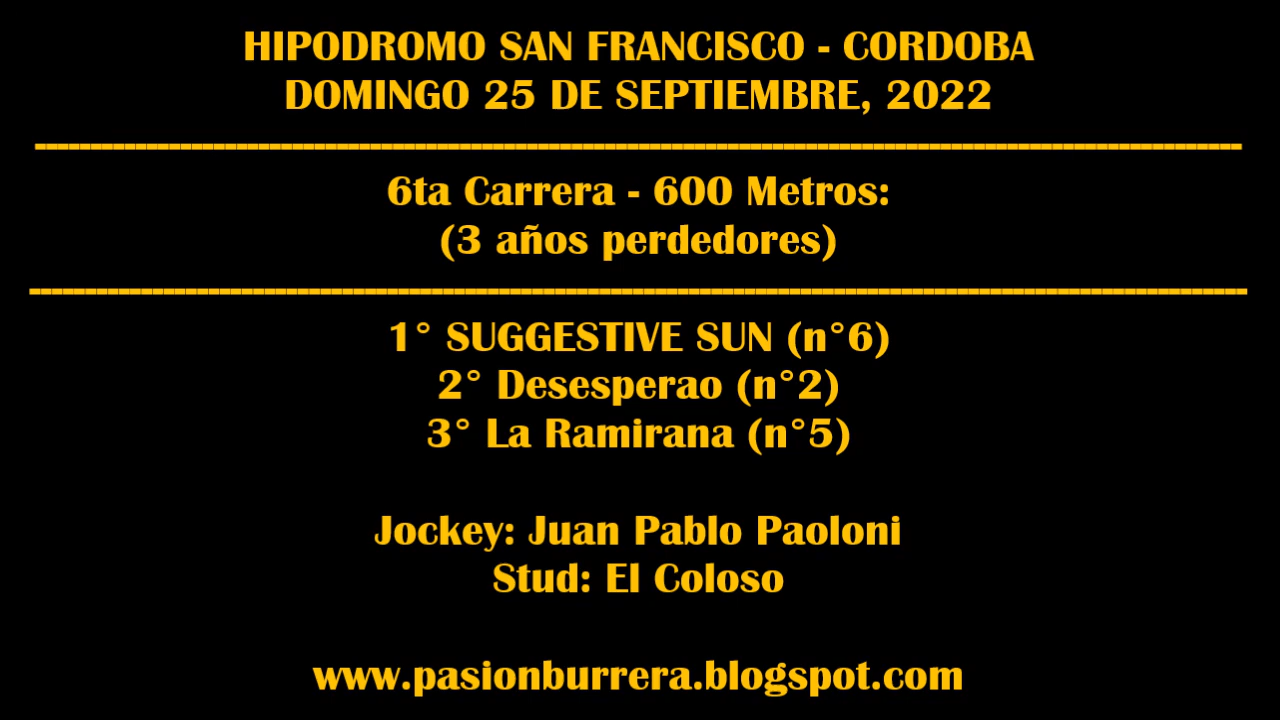 HIPODROMO SAN FRANCISCO - CORDOBA
DOMINGO 25 DE SEPTIEMBRE, 2022
6ta Carrera - 600 Metros:
(3 años perdedores)
1° SUGGESTIVE SUN (n°6)
2° Desesperao (n°2)
3° La Ramirana (n°5)
Jockey: Juan Pablo Paoloni
Stud: El Coloso
www.pasionburrera.blogspot.com